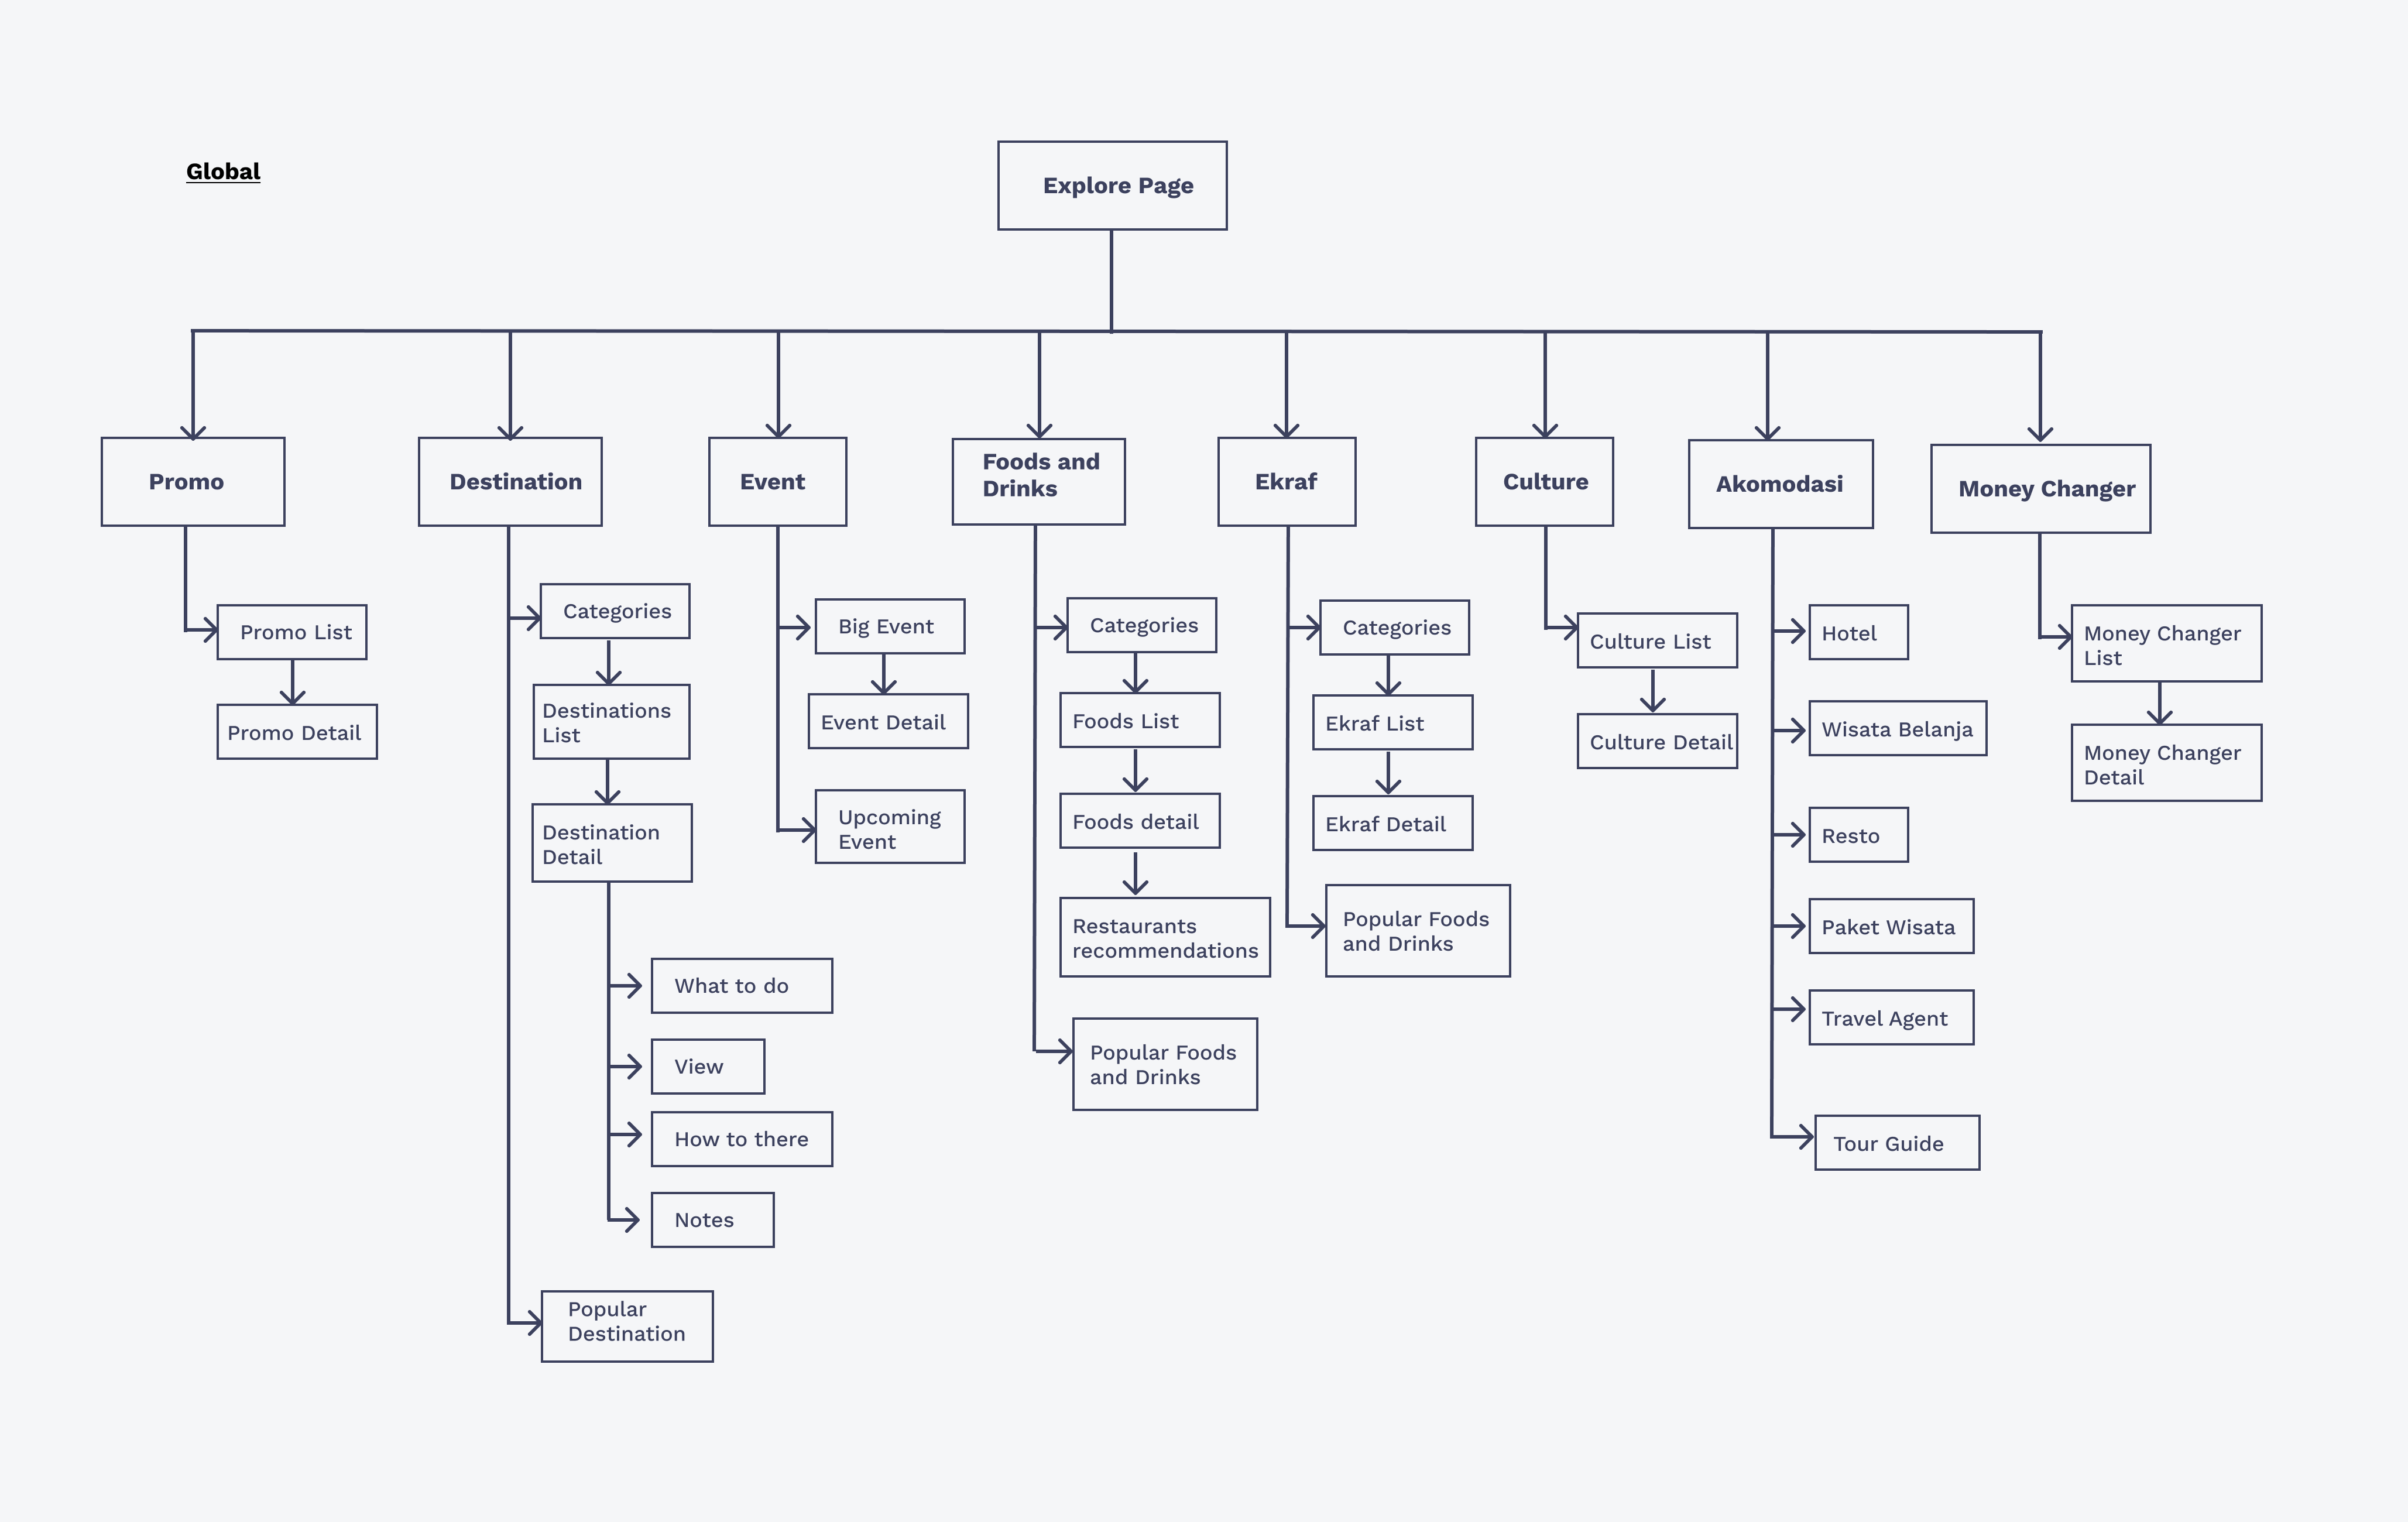 Global
Explore Page
Promo
Destination
Event
Foods and
Drinks
Ekraf
Culture
Akomodasi
Money Changer
Promo List
Promo Detail
Categories
Destinations
List
Destination
Detail
What to do
View
How to there
Notes
Popular
Destination
Big Event
Event Detail
Upcoming
Event
Categories
Foods List
Foods detail
Restaurants
recommendations
Popular Foods
and Drinks
Categories
Ekraf List
Ekraf Detail
Popular Foods
and Drinks
Culture List
Culture Detail
Hotel
Wisata Belanja
Resto
Paket Wisata
Travel Agent
Tour Guide
Money Changer
List
Money Changer
Detail